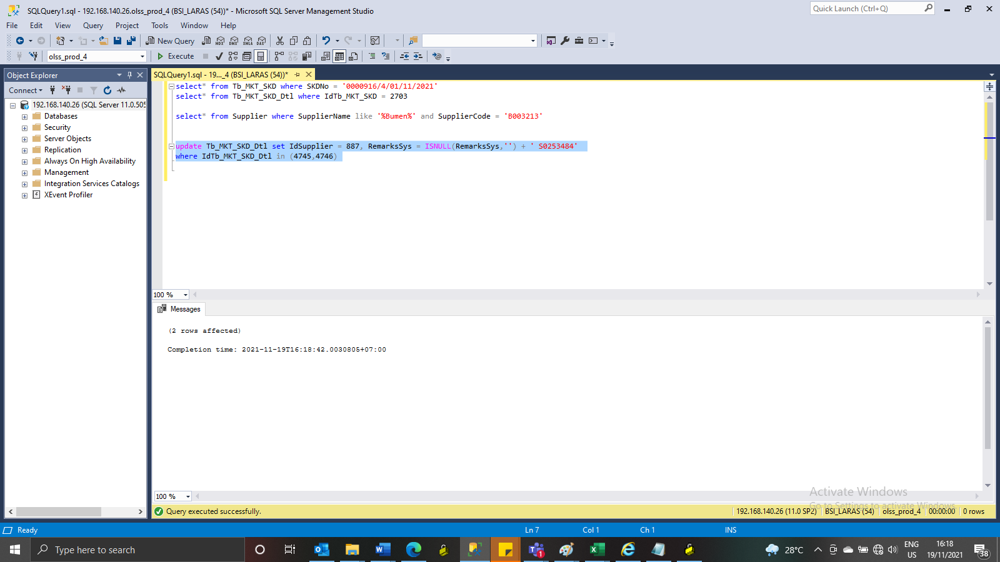 SQLQuery1.sql - 192.168.140.26.olss_prod_4 (BSI_LARAS (54))* - Microsoft SQL Server Management Studio
Quick Launch (Ctrl+Q)
File Edit View Query Project Tools Window Help
New Query
MDX DMX XMLA DAX
olss_prod_4
Execute
Object Explorer
SQLQuery1.sql - 19..._4 (BSI_LARAS (54))*
Connect
192.168.140.26 (SQL Server 11.0.505
Databases
Security
Server Objects
Replication
Always On High Availability
Management
Integration Services Catalogs
XEvent Profiler
select* from Tb_MKT_SKD where SKDNo = '0000916/4/01/11/2021'
select* from Tb_MKT_SKD_Dtl where IdTb_MKT_SKD = 2703
select* from Supplier where SupplierName like '%Bumen%' and SupplierCode = 'B003213'
update Tb_MKT_SKD_Dtl set IdSupplier = 887, RemarksSys = ISNULL(RemarksSys,'') + ' S0253484'
where IdTb_MKT_SKD_Dtl in (4745,4746)
100 %
Messages
(2 rows affected)
Completion time: 2021-11-19T16:18:42.0030805+07:00
100 %
Activate Windows
Go to Settings to activate Windows.
Query executed successfully.
192.168.140.26 (11.0 SP2) BSI_LARAS (54) olss_prod_4 00:00:00 0 rows
Ready
Ln 7 Col 1 Ch 1 INS
Type here to search
1
28°C
ENG
US
16:18
19/11/2021
38